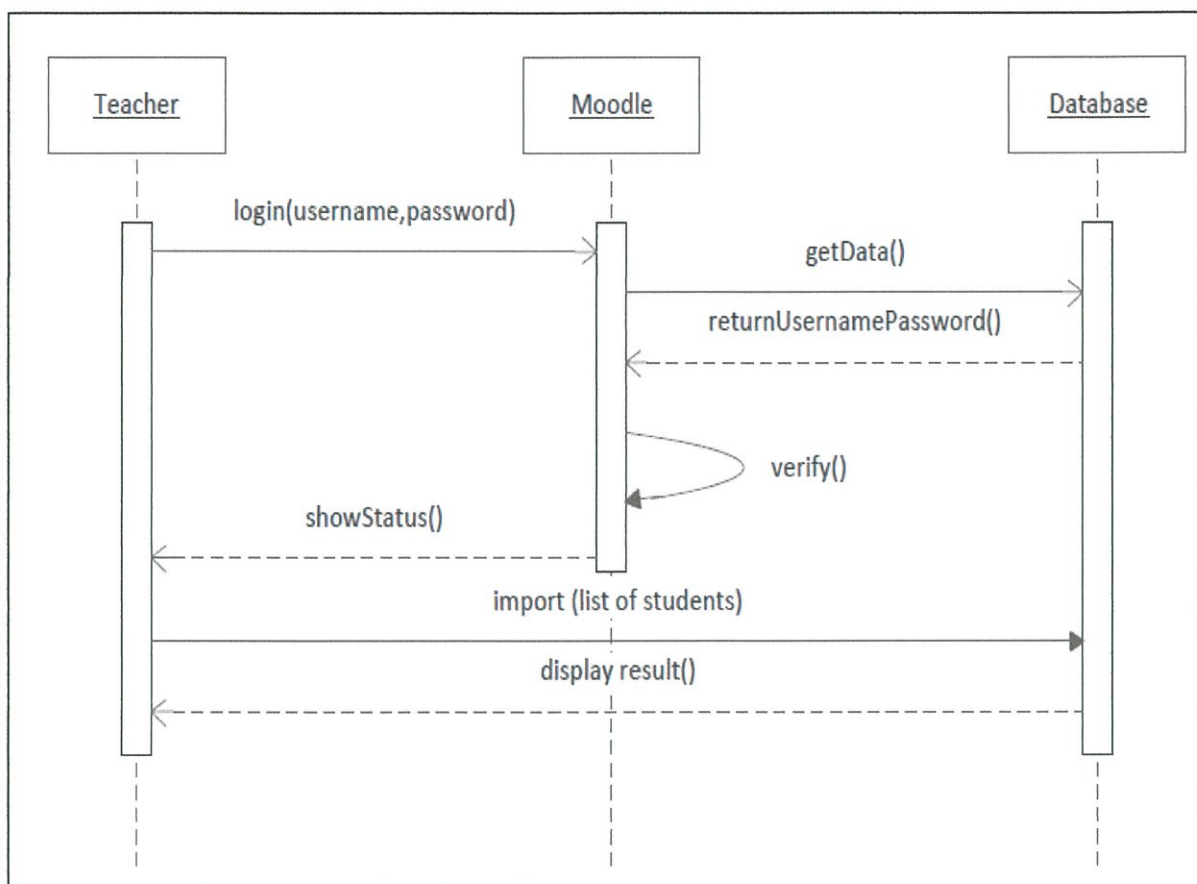 Teacher
Moodle
Database
login(username,password)
getData()
returnUsernamePassword()
verify()
showStatus()
import (list of students)
display result()